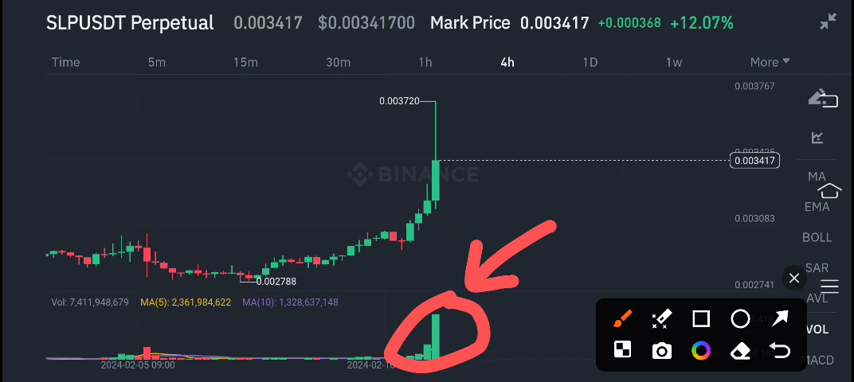 SLPUSDT Perpetual 0.003417 $0.00341700 Mark Price 0.003417 +0.000368 +12.07%
Time 5m 15m 30m 1h 4h 1D 1w More
0.003767
0.003720
0.003417
BINANCE
MA
EMA
0.003083
BOLL
SAR
0.002788
0.002741
AVL
Vol: 7,411,948,679 MA(5): 2,361,984,622 MA(10): 1,328,637,148
VOL
MACD
2024-02-05 09:00